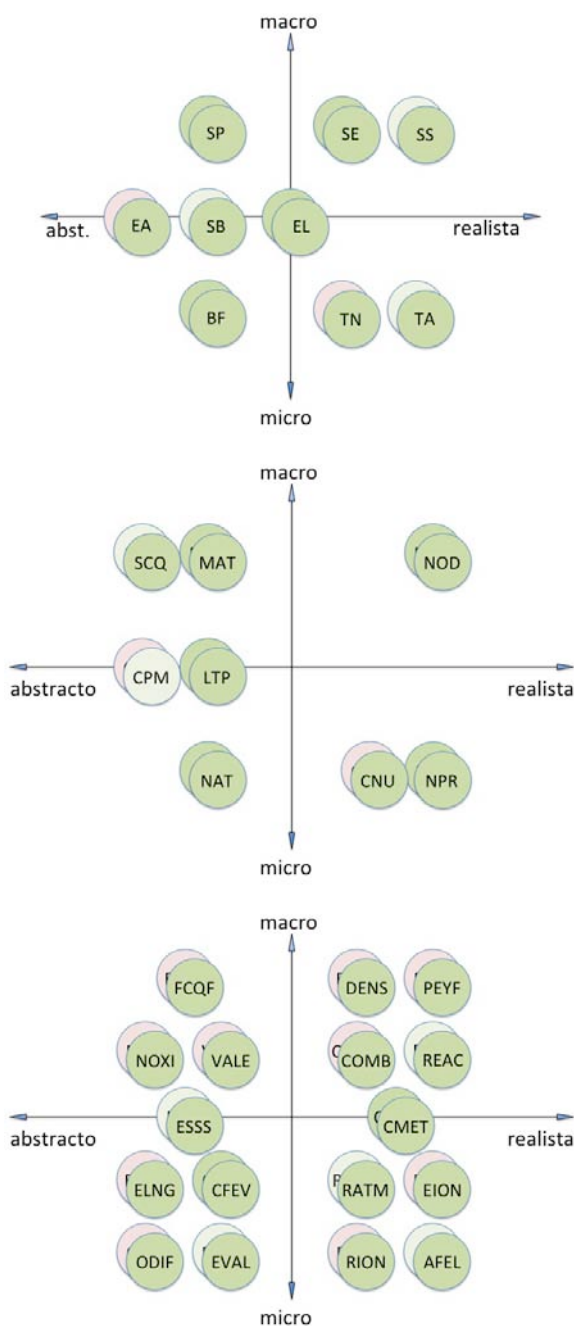 macro
SP SE SS
abst. EA SB EL realista
BF TN TA
micro
macro
SCQ MAT NOD
CPM LTP
abstracto realista
NAT CNU NPR
micro
macro
FCQF DENS PEYF
NOXI VALE COMB REAC
abstracto ESSS CMET realista
ELNG CFEV RATM EION
ODIF EVAL RION AFEL
micro